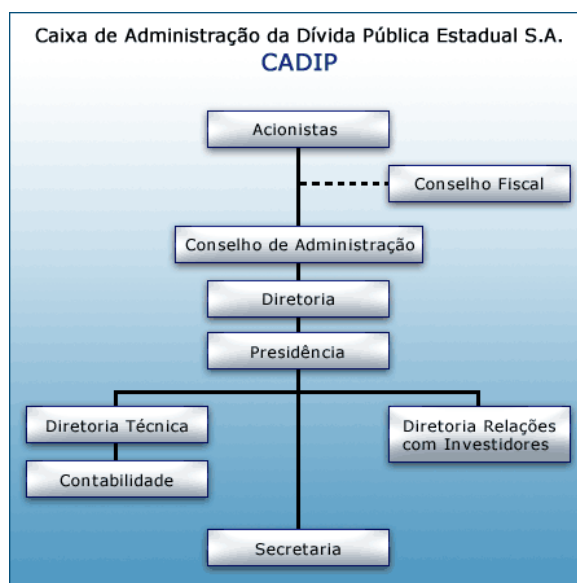 Caixa de Administração da Dívida Pública Estadual S.A.
CADIP
Acionistas
Conselho Fiscal
Conselho de Administração
Diretoria
Presidência
Diretoria Técnica
Diretoria Relações
com Investidores
Contabilidade
Secretaria